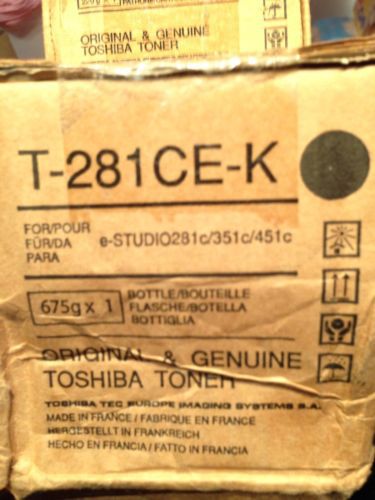 ORIGINAL & GENUINE
TOSHIBA TONER
T-281CE-K
FOR/POUR
FÜR/DA
PARA
e-STUDIO281c/351c/451c
675g x 1
BOTTLE/BOUTEILLE
FLASCHE/BOTELLA
BOTTIGLIA
ORIGINAL & GENUINE
TOSHIBA TONER
TOSHIBA TEC EUROPE IMAGING SYSTEMS S.A.
MADE IN FRANCE / FABRIQUE EN FRANCE
HERGESTELLT IN FRANKREICH
HECHO EN FRANCIA / FATTO IN FRANCIA